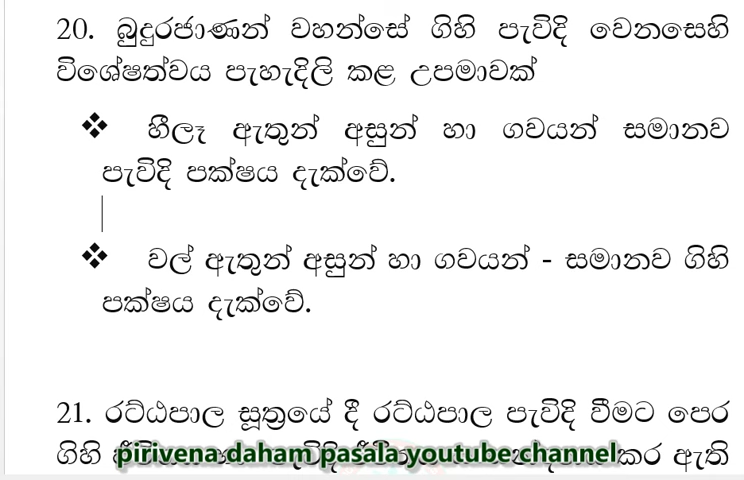 20. බුදුරජාණන් වහන්සේ ගිහි පැවිදි වෙනසෙහි
විශේෂත්වය පැහැදිලි කළ උපමාවක්
❖ හීලෑ ඇතුන් අසුන් හා ගවයන් සමානව
පැවිදි පක්ෂය දැක්වේ.
❖ වල් ඇතුන් අසුන් හා ගවයන් - සමානව ගිහි
පක්ෂය දැක්වේ.
21. රට්ඨපාල සූත්‍රයේ දී රට්ඨපාල පැවිදි වීමට පෙර
ගිහි කර ඇති
pirivena daham pasala youtube channel